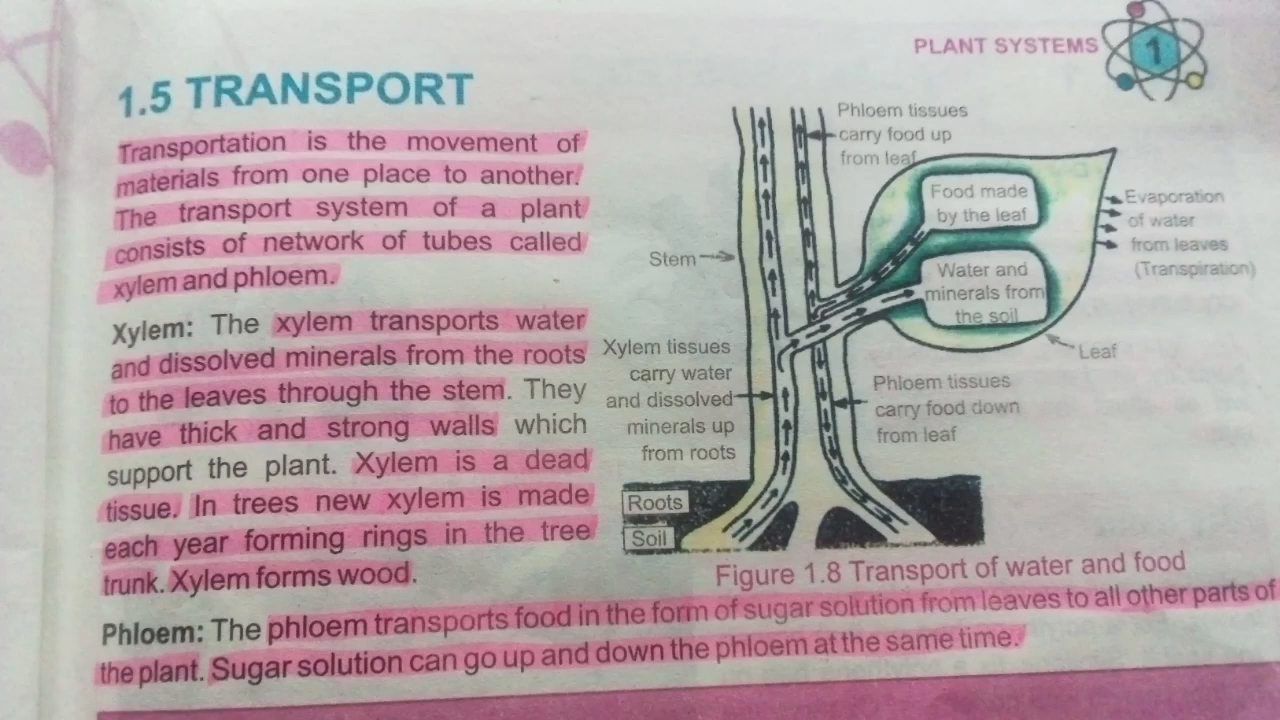 PLANT SYSTEMS 1
1.5 TRANSPORT
Transportation is the movement of
materials from one place to another.
The transport system of a plant
consists of network of tubes called
xylem and phloem.
Xylem: The xylem transports water
and dissolved minerals from the roots
to the leaves through the stem. They
have thick and strong walls which
support the plant. Xylem is a dead
tissue. In trees new xylem is made
each year forming rings in the tree
trunk. Xylem forms wood.
Phloem tissues
carry food up
from leaf
Food made
by the leaf
Evaporation
of water
from leaves
(Transpiration)
Stem
Water and
minerals from
the soil
Leaf
Xylem tissues
carry water
and dissolved
minerals up
from roots
Phloem tissues
carry food down
from leaf
Roots
Soil
Figure 1.8 Transport of water and food
Phloem: The phloem transports food in the form of sugar solution from leaves to all other parts of
the plant. Sugar solution can go up and down the phloem at the same time.